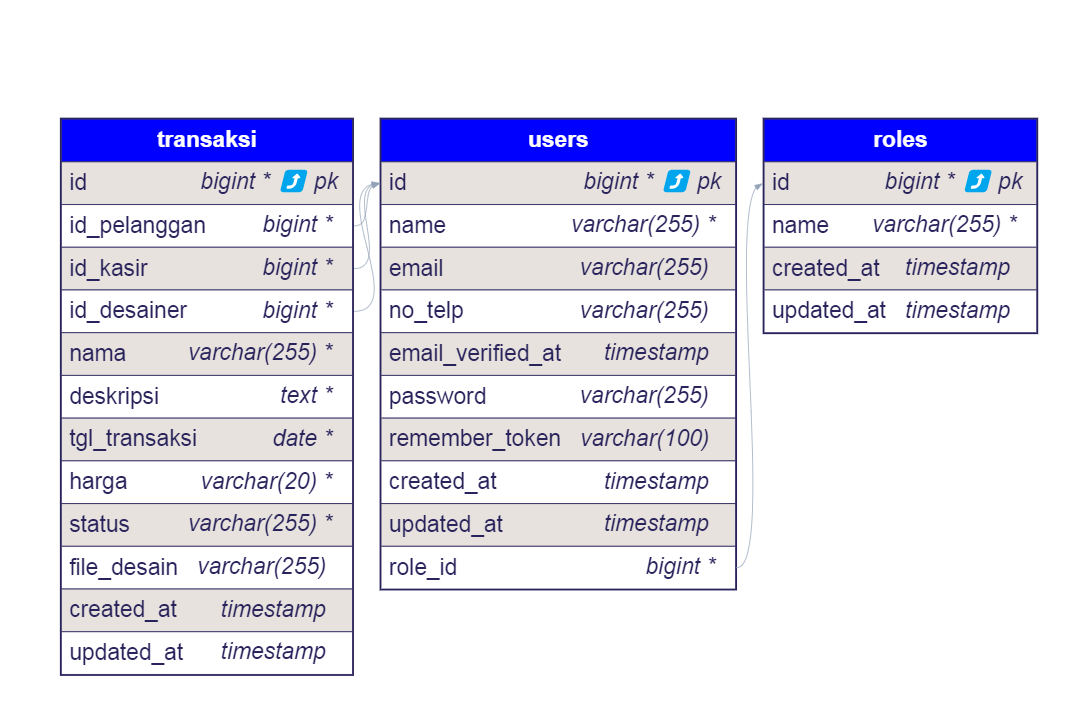 transaksi
id bigint * pk
id_pelanggan bigint *
id_kasir bigint *
id_desainer bigint *
nama varchar(255) *
deskripsi text *
tgl_transaksi date *
harga varchar(20) *
status varchar(255) *
file_desain varchar(255)
created_at timestamp
updated_at timestamp
users
id bigint * pk
name varchar(255) *
email varchar(255)
no_telp varchar(255)
email_verified_at timestamp
password varchar(255)
remember_token varchar(100)
created_at timestamp
updated_at timestamp
role_id bigint *
roles
id bigint * pk
name varchar(255) *
created_at timestamp
updated_at timestamp